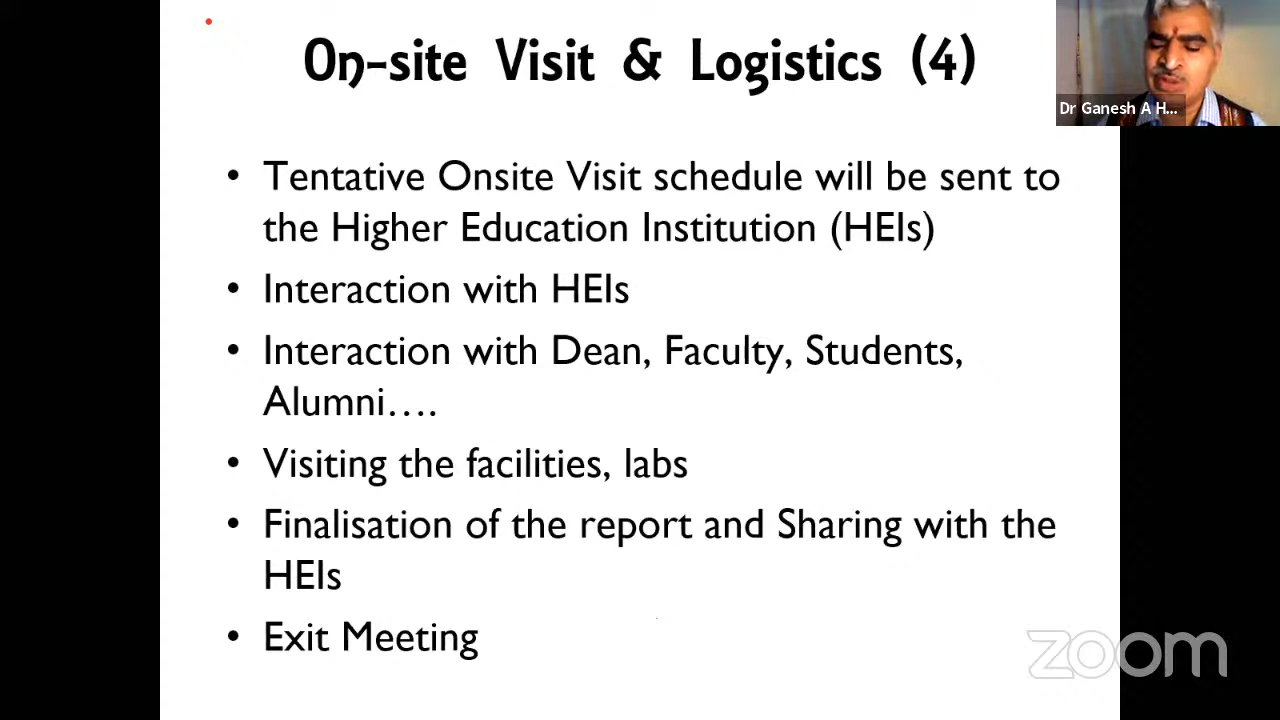 On-site Visit & Logistics (4)
Dr Ganesh A H...
• Tentative Onsite Visit schedule will be sent to
the Higher Education Institution (HEIs)
• Interaction with HEIs
• Interaction with Dean, Faculty, Students,
Alumni....
• Visiting the facilities, labs
• Finalisation of the report and Sharing with the
HEIs
• Exit Meeting
zoom